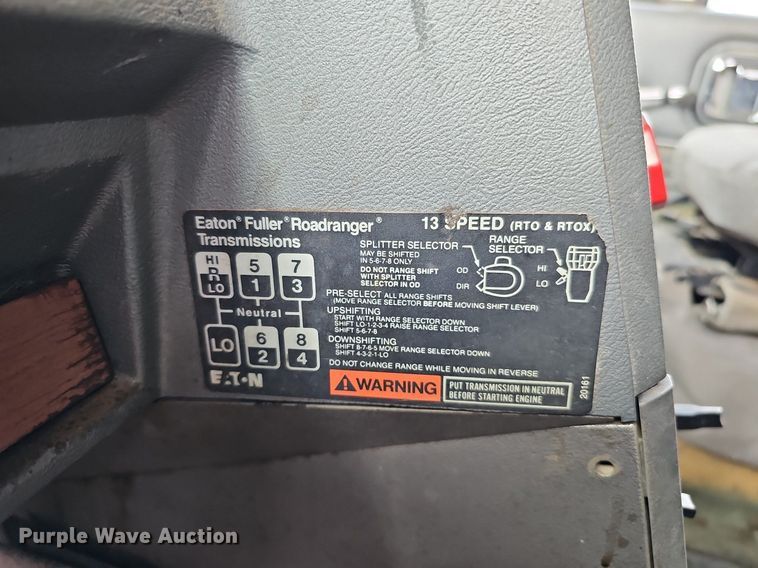 Eaton® Fuller® Roadranger® 13 SPEED (RTO & RTOX)
Transmissions
SPLITTER SELECTOR
MAY BE SHIFTED
IN 5-6-7-8 ONLY
DO NOT RANGE SHIFT
WITH SPLITTER
SELECTOR IN OD
OD
DIR
RANGE
SELECTOR
HI
LO
HI
R
LO
5
1
7
3
Neutral
LO
6
2
8
4
PRE-SELECT ALL RANGE SHIFTS
(MOVE RANGE SELECTOR BEFORE MOVING SHIFT LEVER)
UPSHIFTING
START WITH RANGE SELECTOR DOWN
SHIFT LO-1-2-3-4 RAISE RANGE SELECTOR
SHIFT 5-6-7-8
DOWNSHIFTING
SHIFT 8-7-6-5 MOVE RANGE SELECTOR DOWN
SHIFT 4-3-2-1-LO
DO NOT CHANGE RANGE WHILE MOVING IN REVERSE
EATON
WARNING
PUT TRANSMISSION IN NEUTRAL
BEFORE STARTING ENGINE
20161
Purple Wave Auction